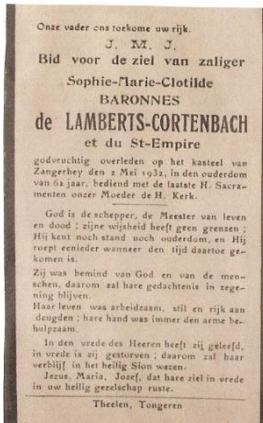 Onze vader ons toekome uw rijk.
J. M. J.
Bid voor de ziel van zaliger
Sophie-Marie-Clotilde
BARONNES
de LAMBERTS-CORTENBACH
et du St-Empire
godvruchtig overleden op het kasteel van
Zangerhey den 2 Mei 1932, in den ouderdom
van 62 jaar, bediend met de laatste H. Sacra-
menten onzer Moeder de H. Kerk.
God is de schepper, de Meester van leven
en dood ; zijne wijsheid heeft geen grenzen ;
Hij kent noch stand noch ouderdom, en Hij
roept eenieder wanneer den tijd daartoe ge-
komen is.
Zij was bemind van God en van de men-
schen, daarom zal hare gedachtenis in zege-
ning blijven.
Haar leven was arbeidzaam, stil en rijk aan
deugden ; hare hand was immer den arme be-
hulpzaam.
In den vrede des Heeren heeft zij geleefd,
in vrede is zij gestorven ; daarom zal haar
verblijf in het heilig Sion wezen.
Jezus, Maria, Jozef, dat hare ziel in vrede
in uw heilig gezelschap ruste.
Theelen, Tongeren